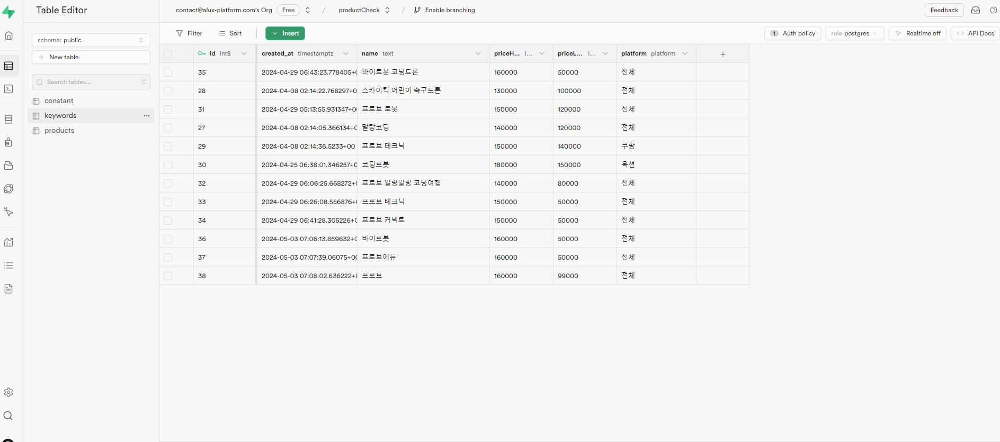 Table Editor
contact@alux-platform.com's Org Free / productCheck / Enable branching
Feedback
schema: public
New table
Search tables...
constant
keywords
products
Filter Sort Insert
1 Auth policy role postgres Realtime off API Docs
id int8 created_at timestamptz name text priceH... i... priceL... i... platform platform
35 2024-04-29 06:43:23.778405+0 바이로봇 코딩드론 160000 50000 전체
28 2024-04-08 02:14:22.768297+0 스카이킥 어린이 축구드론 130000 100000 전체
31 2024-04-29 05:13:55.931347+0 프로보 로봇 150000 120000 전체
27 2024-04-08 02:14:05.366134+0 말랑코딩 140000 120000 전체
29 2024-04-08 02:14:36.5233+00 프로보 테크닉 150000 140000 쿠팡
30 2024-04-25 06:38:01.346257+0 코딩로봇 180000 150000 옥션
32 2024-04-29 06:06:25.668272+0 프로보 말랑말랑 코딩여행 140000 80000 전체
33 2024-04-29 06:26:08.556876+0 프로보 테크닉 150000 50000 전체
34 2024-04-29 06:41:28.305226+0 프로보 커넥트 150000 50000 전체
36 2024-05-03 07:06:13.859632+0 바이로봇 160000 50000 전체
37 2024-05-03 07:07:39.06075+00 프로보에듀 160000 50000 전체
38 2024-05-03 07:08:02.636222+0 프로보 160000 99000 전체